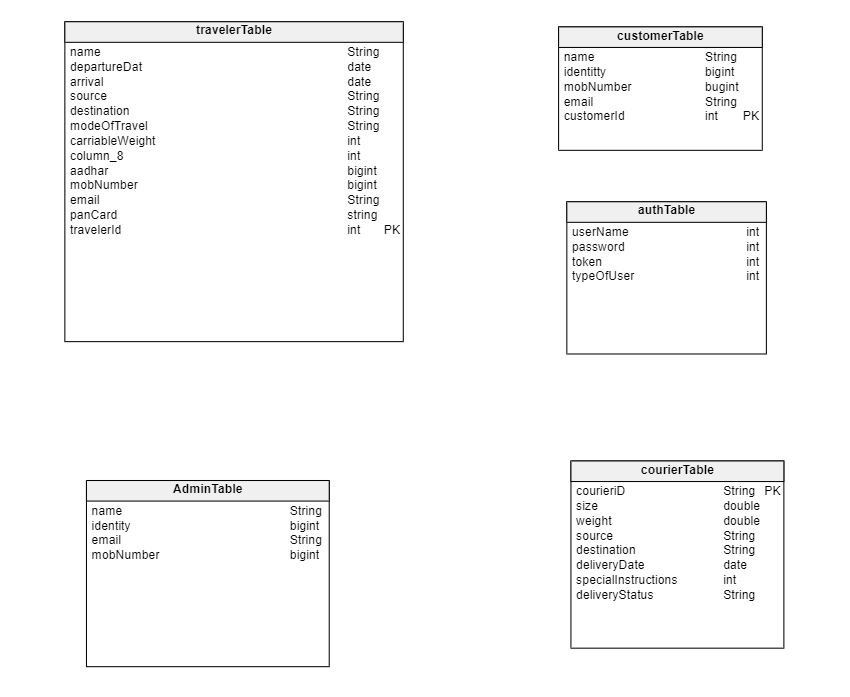 travelerTable
name String
departureDat date
arrival date
source String
destination String
modeOfTravel String
carriableWeight int
column_8 int
aadhar bigint
mobNumber bigint
email String
panCard string
travelerId int PK
customerTable
name String
identitty bigint
mobNumber bugint
email String
customerId int PK
authTable
userName int
password int
token int
typeOfUser int
AdminTable
name String
identity bigint
email String
mobNumber bigint
courierTable
courieriD String PK
size double
weight double
source String
destination String
deliveryDate date
specialInstructions int
deliveryStatus String